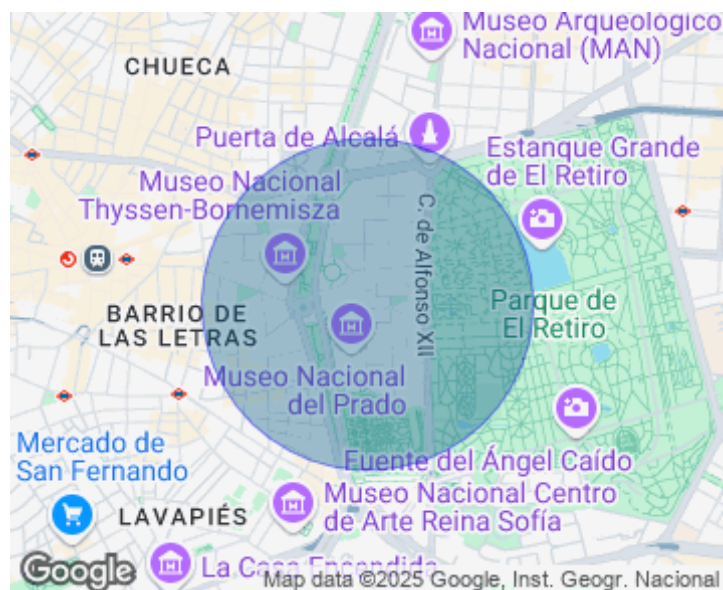 Museo Arqueológico
Nacional (MAN)
CHUECA
Puerta de Alcalá
Estanque Grande
de El Retiro
Museo Nacional
Thyssen-Bornemisza
C. de Alfonso XII
BARRIO DE
LAS LETRAS
Parque de
El Retiro
Museo Nacional
del Prado
Mercado de
San Fernando
Fuente del Ángel Caído
LAVAPIÉS
Museo Nacional Centro
de Arte Reina Sofía
La Casa Encendida
Google
Map data ©2025 Google, Inst. Geogr. Nacional